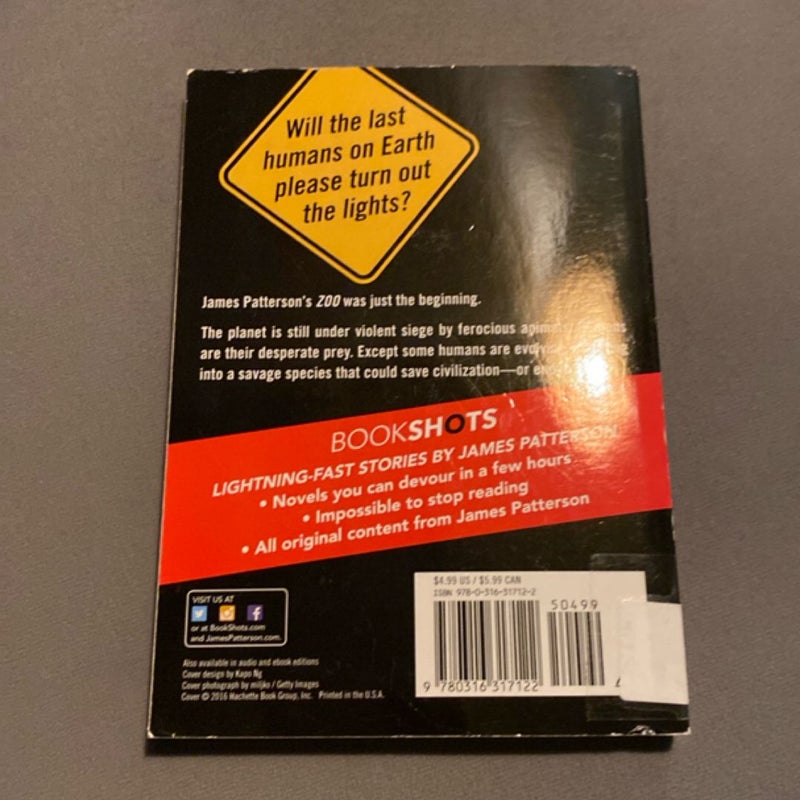 Will the last
humans on Earth
please turn out
the lights?
James Patterson's ZOO was just the beginning.
The planet is still under violent siege by ferocious
are their desperate prey. Except some humans are
into a savage species that could save civilization—or
BOOKSHOTS
LIGHTNING-FAST STORIES BY JAMES PATTERSON
• Novels you can devour in a few hours
• Impossible to stop reading
• All original content from James Patterson
$4.99 US / $5.99 CAN
ISBN 978-0-316-31712-2
50499
9 780316 317122
VISIT US AT
or at BookShots.com
and JamesPatterson.com.
Also available in audio and ebook editions
Cover design by Kapo Ng
Cover photograph by miljko / Getty Images
Cover © 2016 Hachette Book Group, Inc. Printed in the U.S.A.